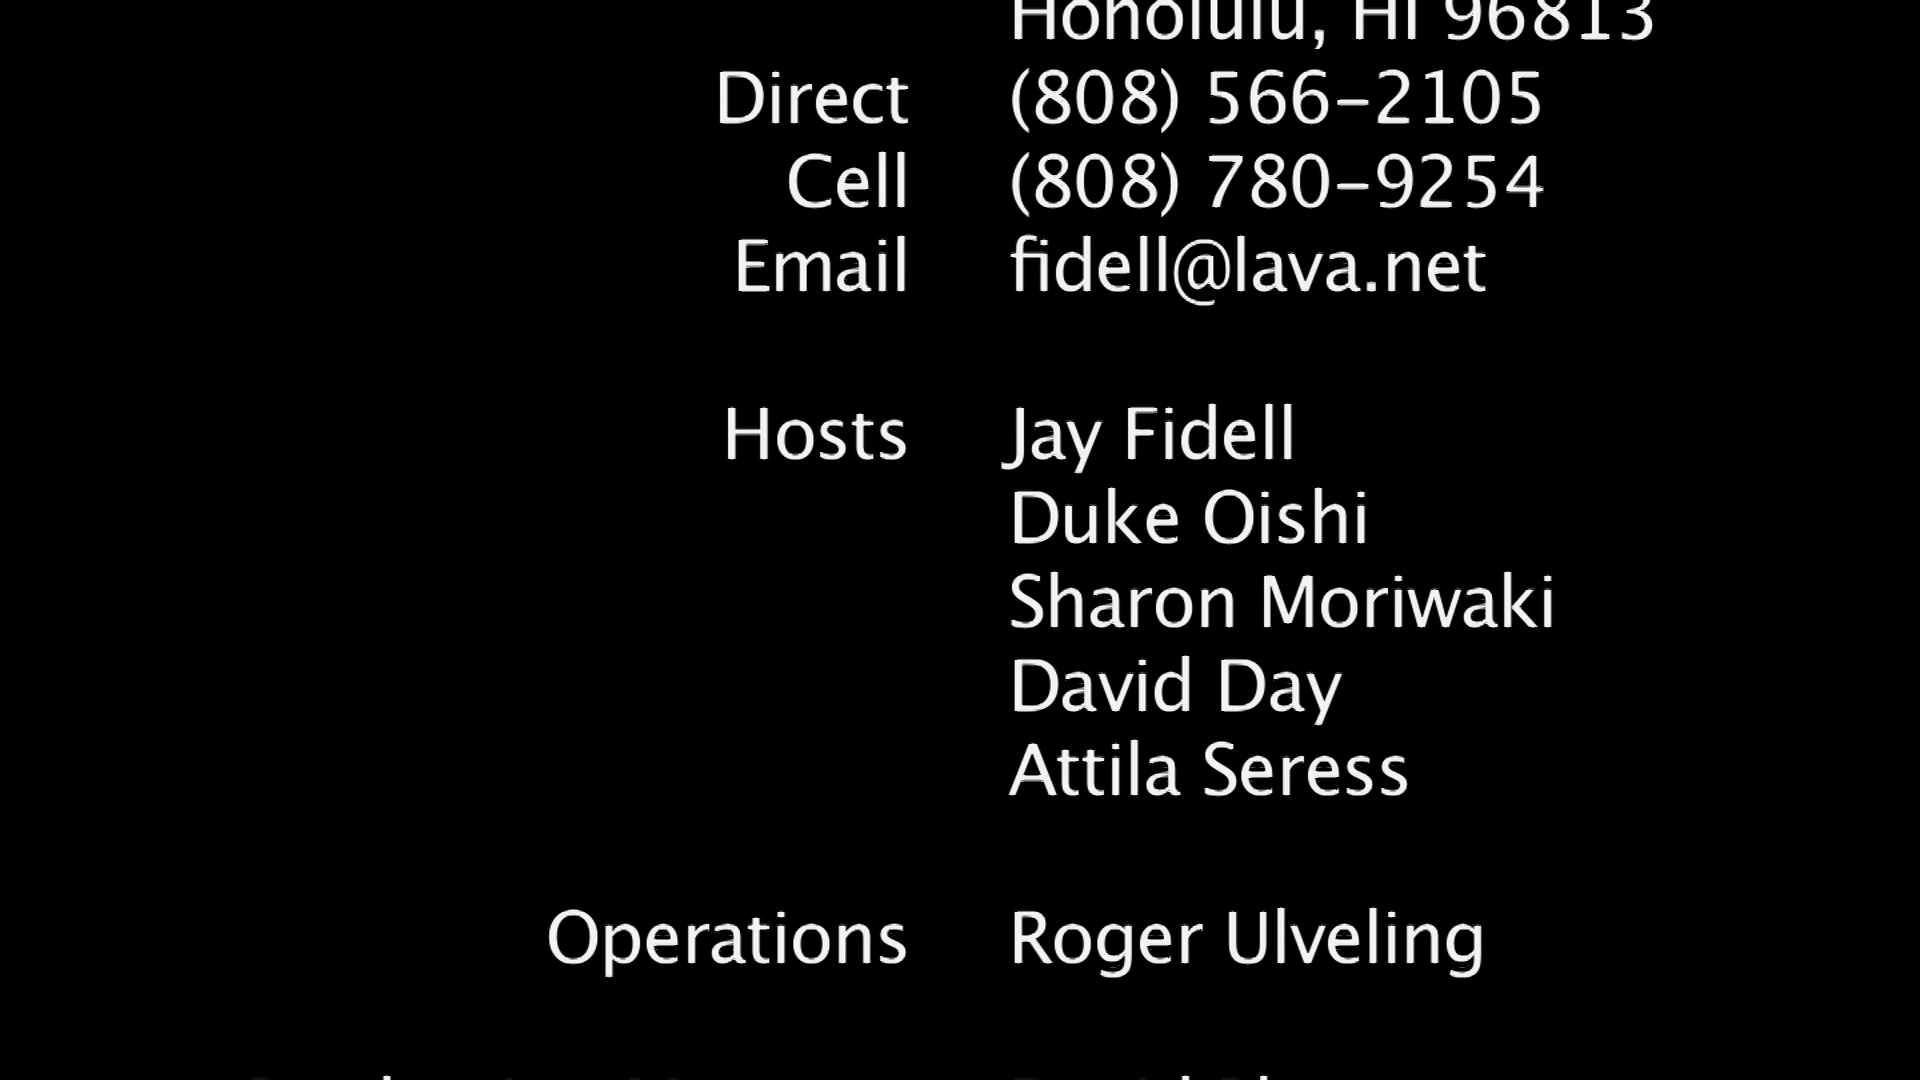 Honolulu, HI 96813
Direct (808) 566-2105
Cell (808) 780-9254
Email fidell@lava.net
Hosts Jay Fidell
Duke Oishi
Sharon Moriwaki
David Day
Attila Seress
Operations Roger Ulveling